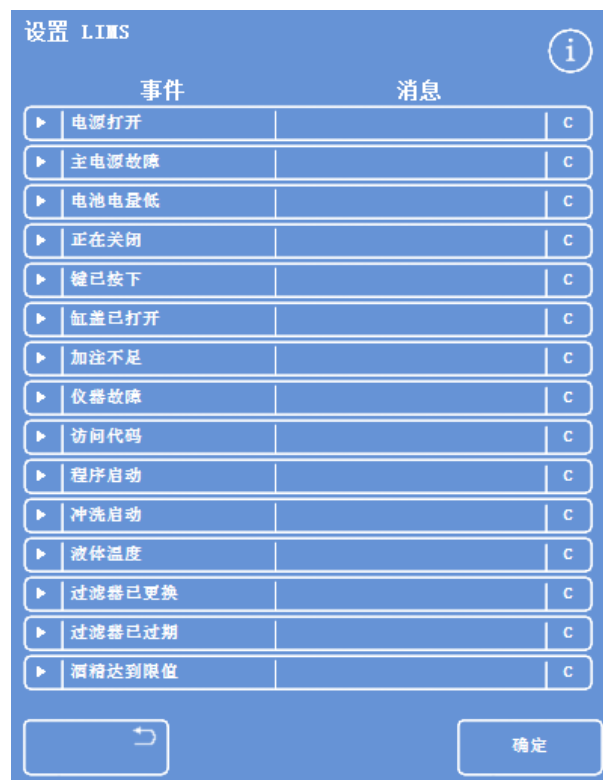 设置 LIMS
i
事件 消息
电源打开 C
主电源故障 C
电池电量低 C
正在关闭 C
键已按下 C
缸盖已打开 C
加注不足 C
仪器故障 C
访问代码 C
程序启动 C
冲洗启动 C
液体温度 C
过滤器已更换 C
过滤器已过期 C
酒精达到限值 C
确定